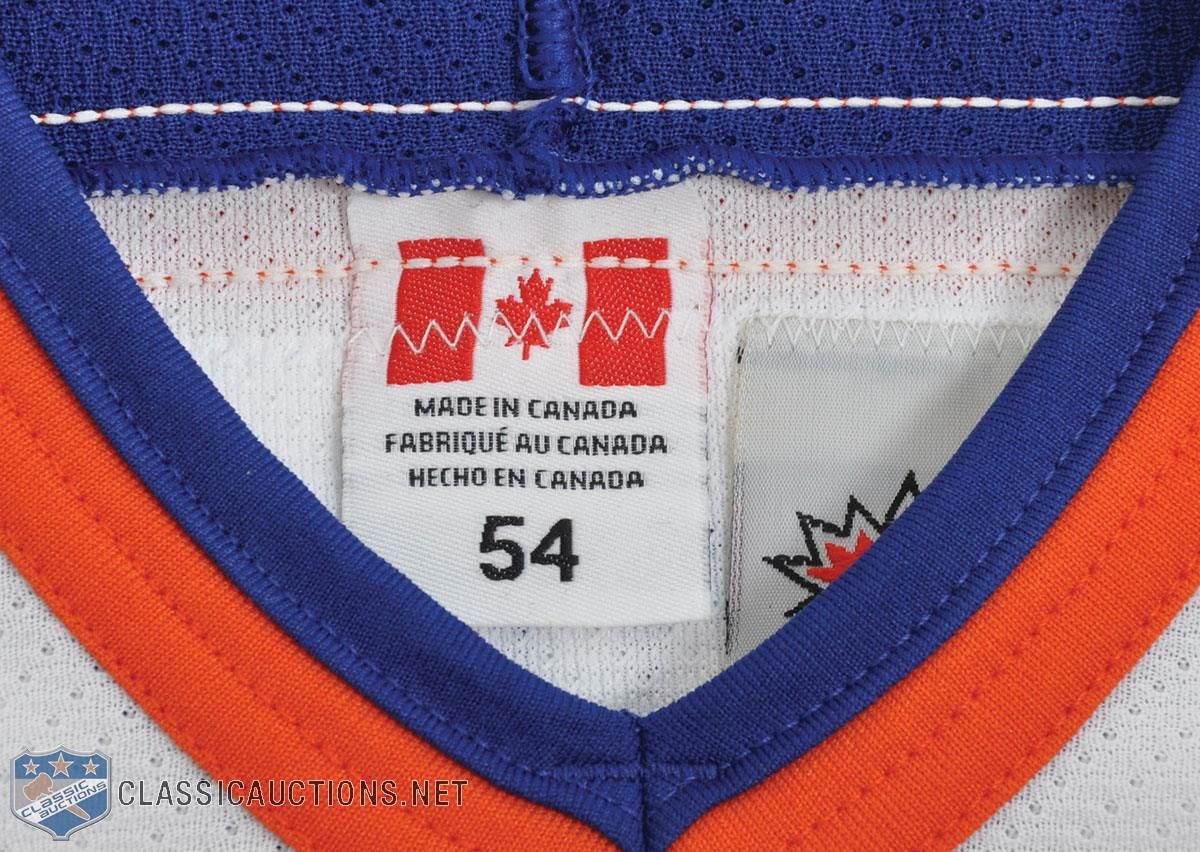 MADE IN CANADA
FABRIQUÉ AU CANADA
HECHO EN CANADA
54
CLASSIC
AUCTIONS
CLASSICAUCTIONS.NET